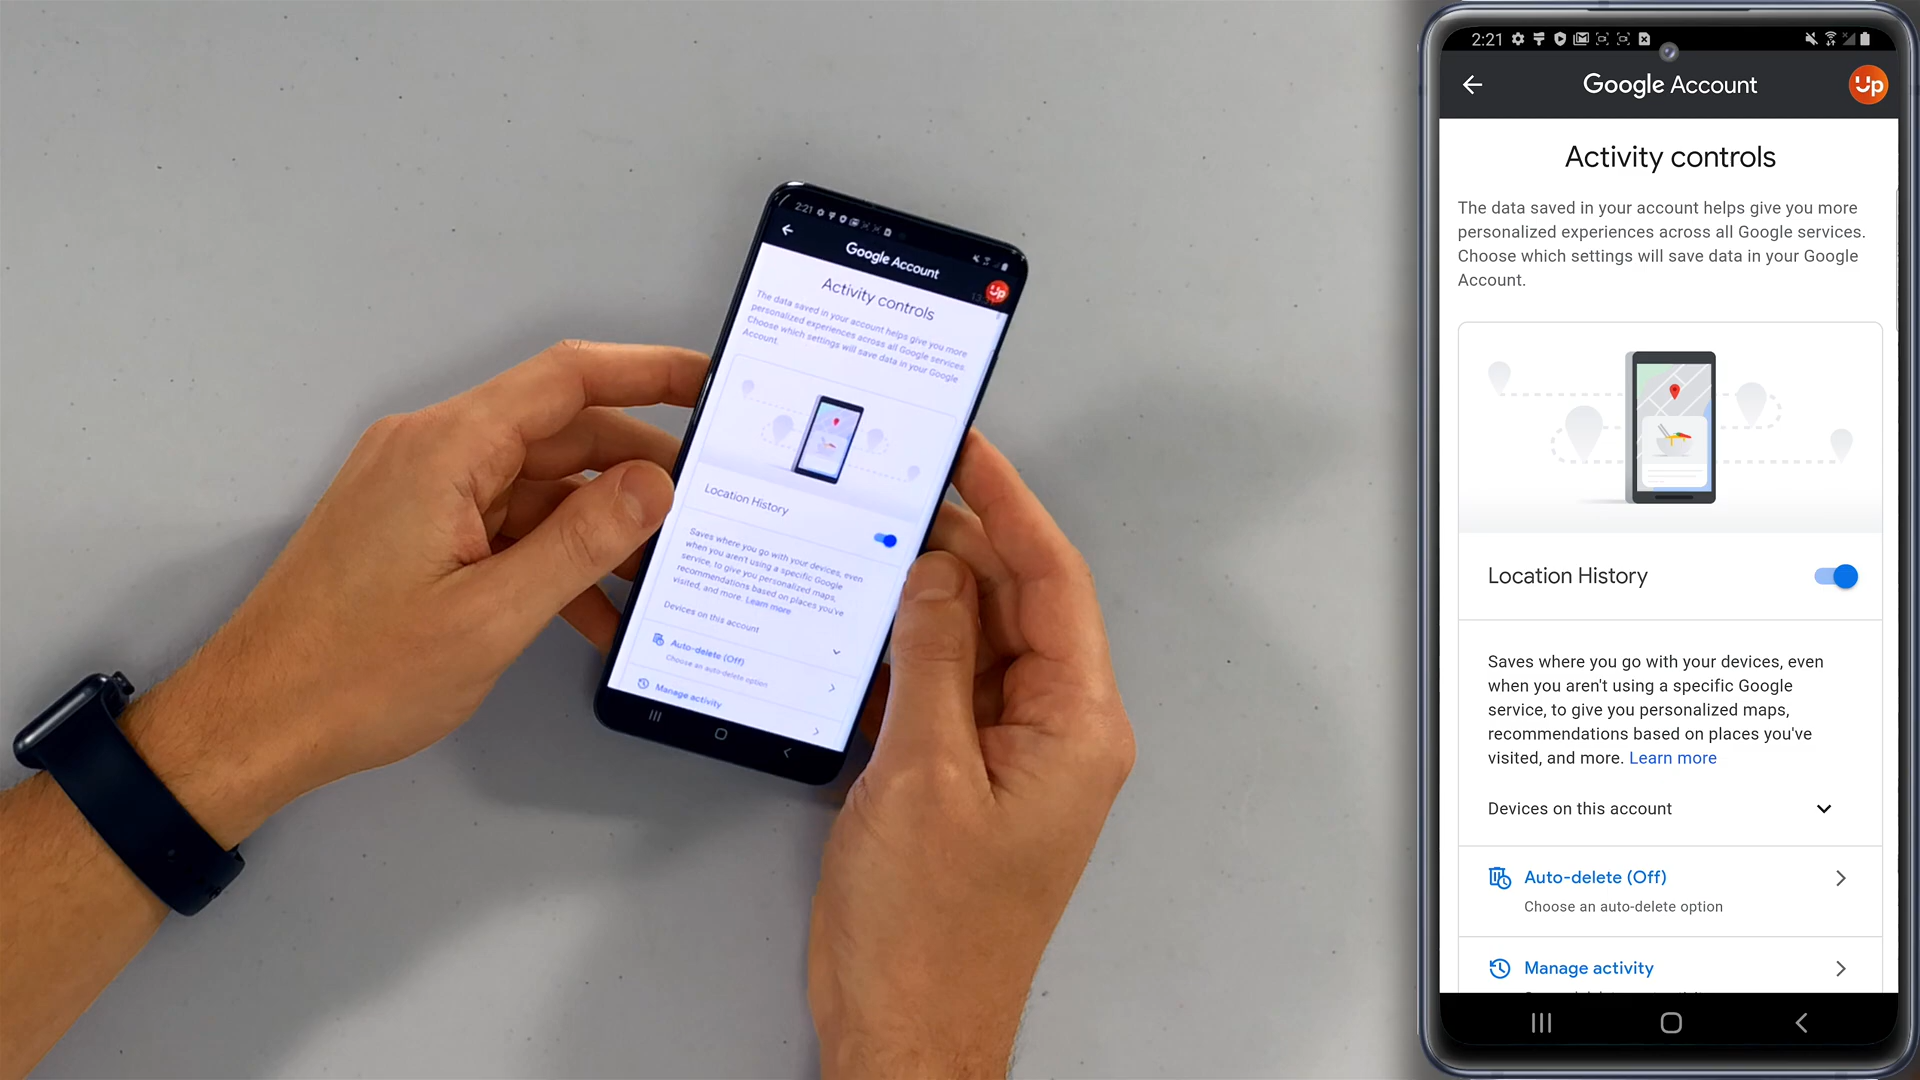 2:21
Google Account
Up
Activity controls
The data saved in your account helps give you more
personalized experiences across all Google services.
Choose which settings will save data in your Google
Account.
Location History
Saves where you go with your devices, even
when you aren't using a specific Google
service, to give you personalized maps,
recommendations based on places you've
visited, and more. Learn more
Devices on this account
Auto-delete (Off)
Choose an auto-delete option
Manage activity
2:21
Google Account
Up
Activity controls
The data saved in your account helps give you more
personalized experiences across all Google services.
Choose which settings will save data in your Google
Account.
Location History
Saves where you go with your devices, even
when you aren't using a specific Google
service, to give you personalized maps,
recommendations based on places you've
visited, and more. Learn more
Devices on this account
Auto-delete (Off)
Choose an auto-delete option
Manage activity